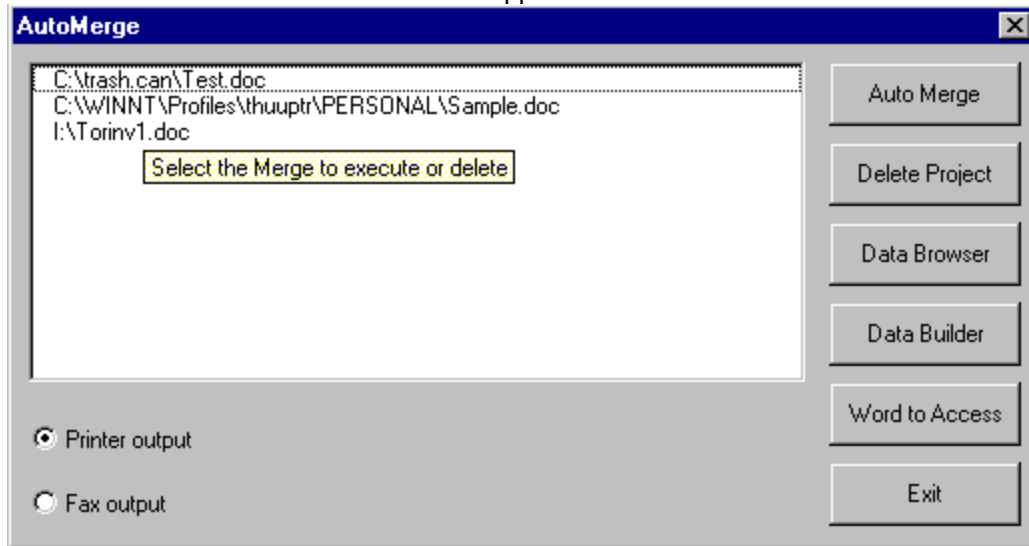 AutoMerge
C:\trash.can\Test.doc
C:\WINNT\Profiles\thuuptr\PERSONAL\Sample.doc
I:\Torinv1.doc
Select the Merge to execute or delete
Auto Merge
Delete Project
Data Browser
Data Builder
Word to Access
Exit
Printer output
Fax output